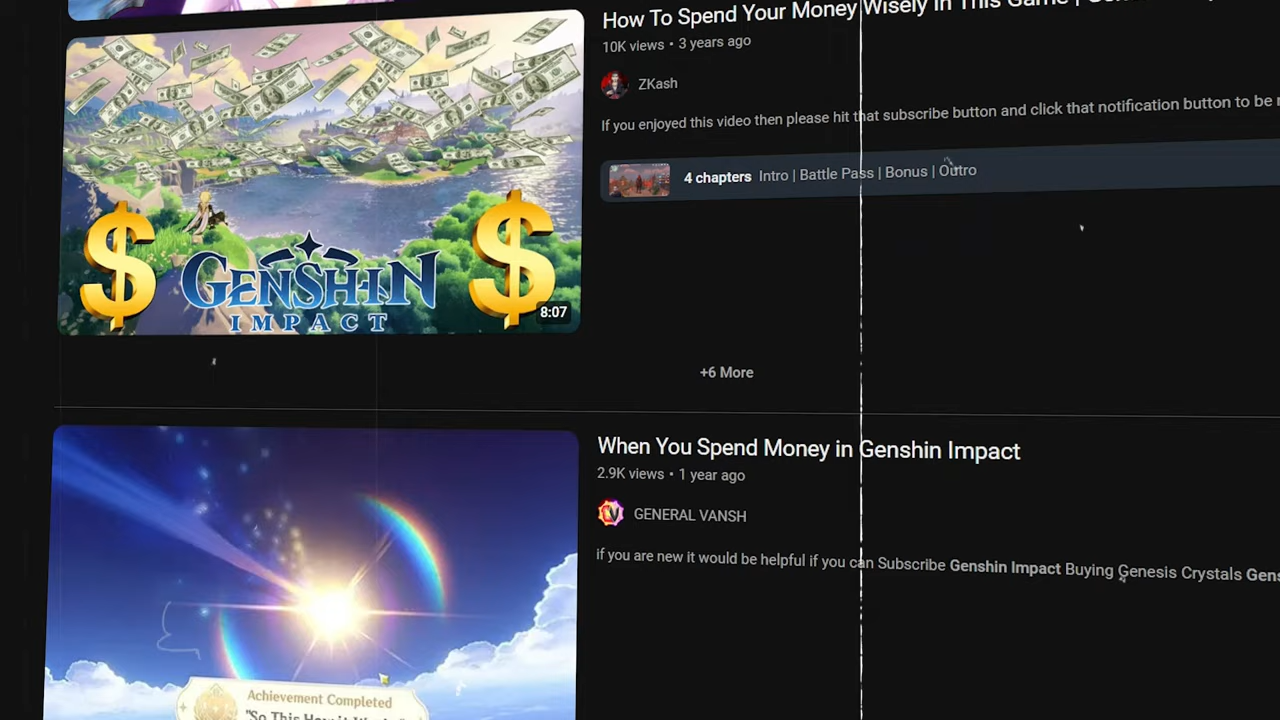 How To Spend Your Money Wisely In This Game |
10K views • 3 years ago
ZKash
If you enjoyed this video then please hit that subscribe button and click that notification button to be
4 chapters Intro | Battle Pass | Bonus | Outro
$ $
GENSHIN
IMPACT
8:07
+6 More
When You Spend Money in Genshin Impact
2.9K views • 1 year ago
GENERAL VANSH
if you are new it would be helpful if you can Subscribe Genshin Impact Buying Genesis Crystals
Achievement Completed
"So This